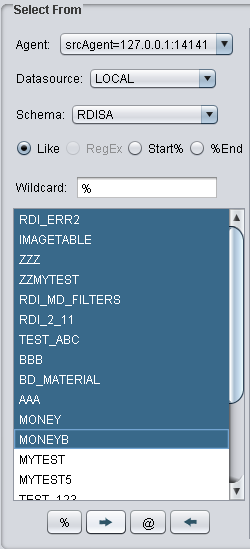 Select From
Agent: srcAgent=127.0.0.1:14141
Datasource: LOCAL
Schema: RDISA
Like RegEx Start% %End
Wildcard: %
RDI_ERR2
IMAGETABLE
ZZZ
ZZMYTEST
RDI_MD_FILTERS
RDI_2_11
TEST_ABC
BBB
BD_MATERIAL
AAA
MONEY
MONEYB
MYTEST
MYTEST5
TEST_123
% @